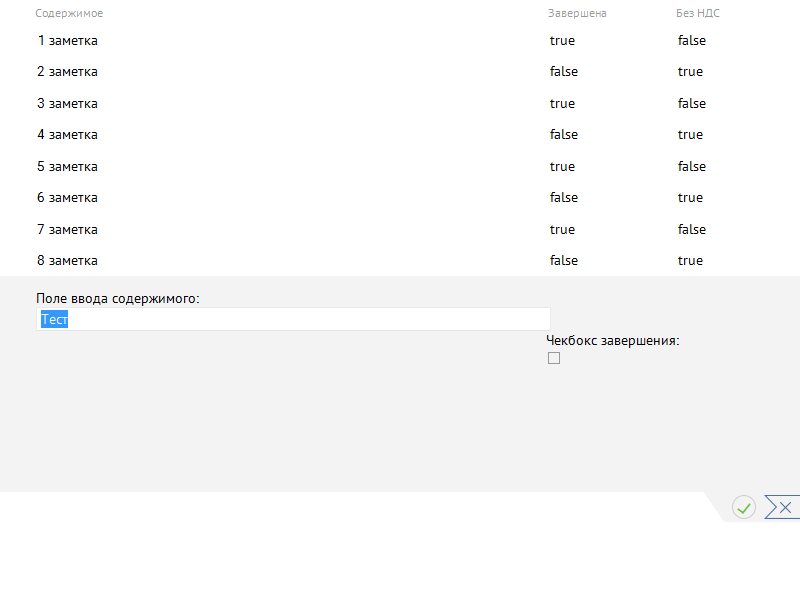 Содержимое Завершена Без НДС
1 заметка true false
2 заметка false true
3 заметка true false
4 заметка false true
5 заметка true false
6 заметка false true
7 заметка true false
8 заметка false true
Поле ввода содержимого:
Тест
Чекбокс завершения: